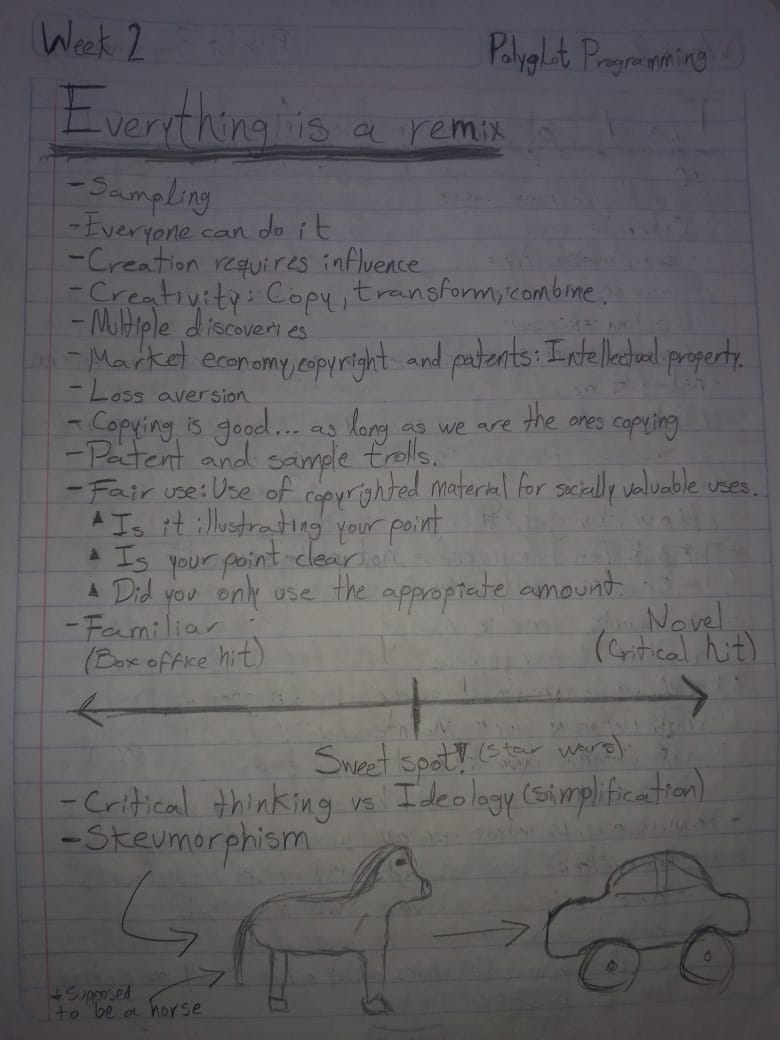 Week 2
Polyglot Programming
Everything is a remix
- Sampling
- Everyone can do it
- Creation requires influence
- Creativity: Copy, transform, combine.
- Multiple discoveries
- Market economy, copyright and patents: Intellectual property.
- Loss aversion
- Copying is good... as long as we are the ones copying
- Patent and sample trolls.
- Fair use: Use of copyrighted material for socially valuable uses.
▲ Is it illustrating your point
▲ Is your point clear
▲ Did you only use the appropiate amount.
- Familiar
Novel
(Box office hit)
(Critical hit)
Sweet spot! (Star wars)
- Critical thinking vs Ideology (simplification)
- Skeumorphism
* Supposed
to be a horse